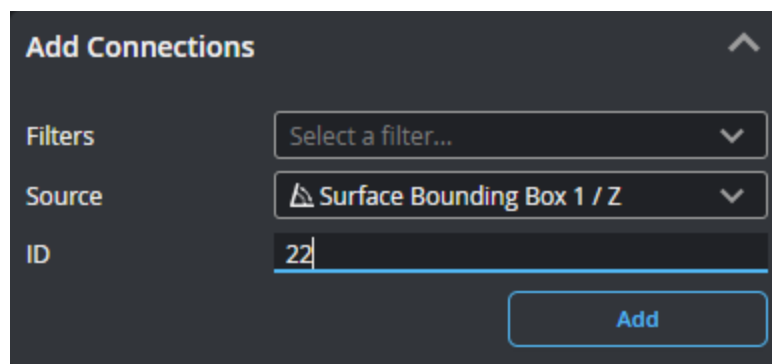 Add Connections
Filters Select a filter...
Source Surface Bounding Box 1 / Z
ID 22
Add